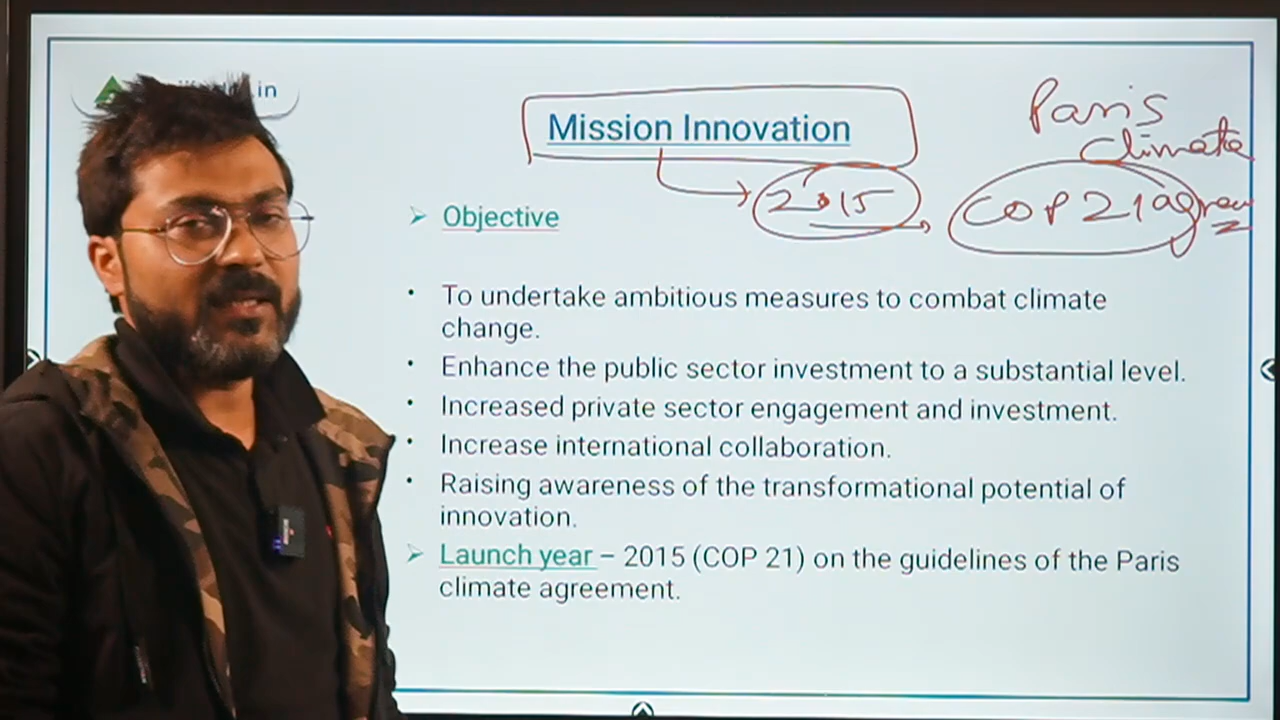 .in
Mission Innovation
Paris
Climate
2015
COP 21 agree
➢ Objective
• To undertake ambitious measures to combat climate
change.
• Enhance the public sector investment to a substantial level.
• Increased private sector engagement and investment.
• Increase international collaboration.
• Raising awareness of the transformational potential of
innovation.
➢ Launch year – 2015 (COP 21) on the guidelines of the Paris
climate agreement.